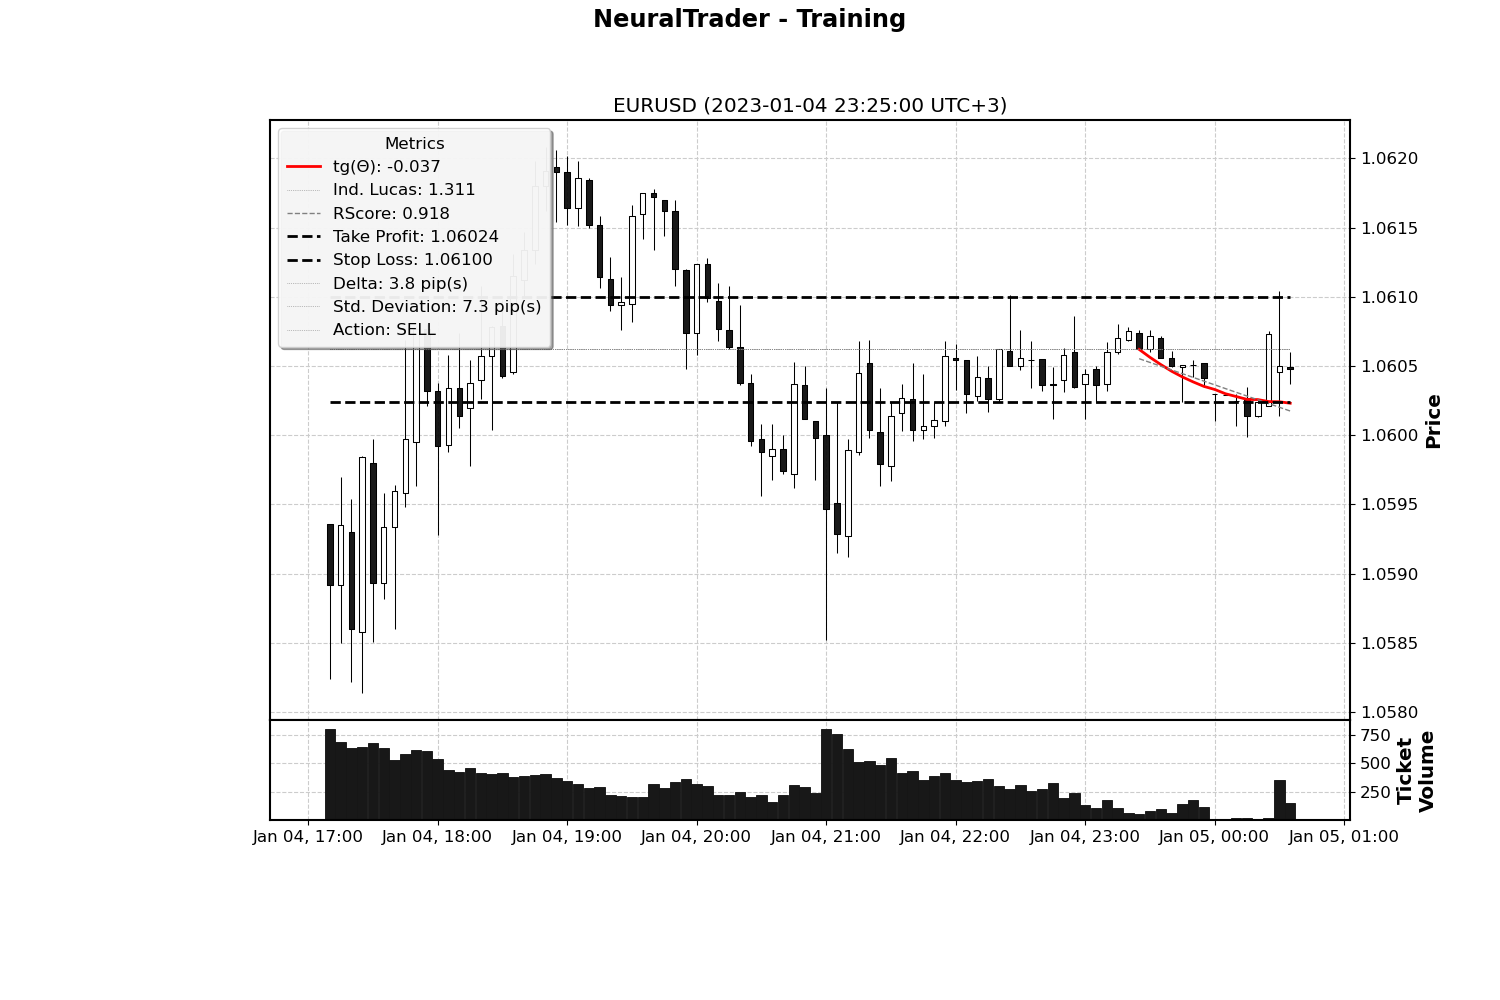 NeuralTrader - Training
EURUSD (2023-01-04 23:25:00 UTC+3)
Metrics
tg(Θ): -0.037
Ind. Lucas: 1.311
RScore: 0.918
Take Profit: 1.06024
Stop Loss: 1.06100
Delta: 3.8 pip(s)
Std. Deviation: 7.3 pip(s)
Action: SELL
1.0620
1.0615
1.0610
1.0605
1.0600
1.0595
1.0590
1.0585
1.0580
Price
750
500
250
Ticket
Volume
Jan 04, 17:00
Jan 04, 18:00
Jan 04, 19:00
Jan 04, 20:00
Jan 04, 21:00
Jan 04, 22:00
Jan 04, 23:00
Jan 05, 00:00
Jan 05, 01:00